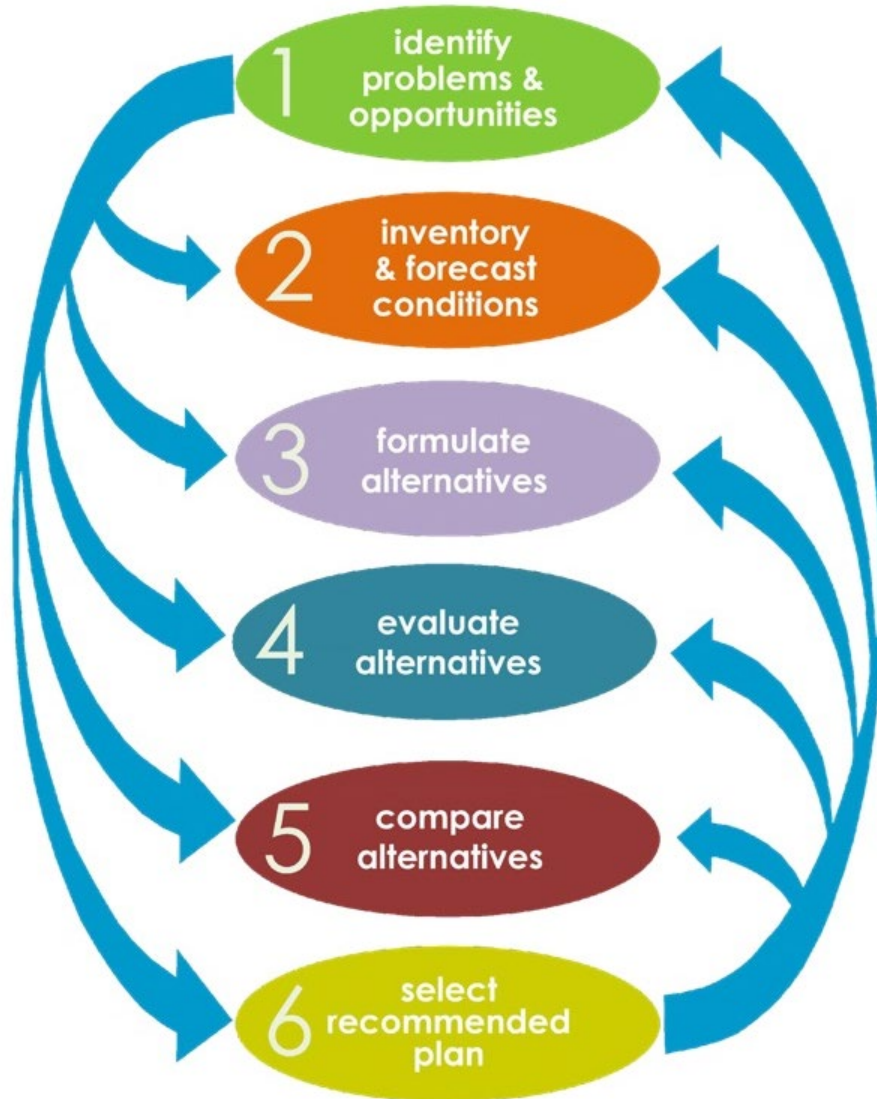 1
identify
problems &
opportunities
2
inventory
& forecast
conditions
3
formulate
alternatives
4
evaluate
alternatives
5
compare
alternatives
6
select
recommended
plan